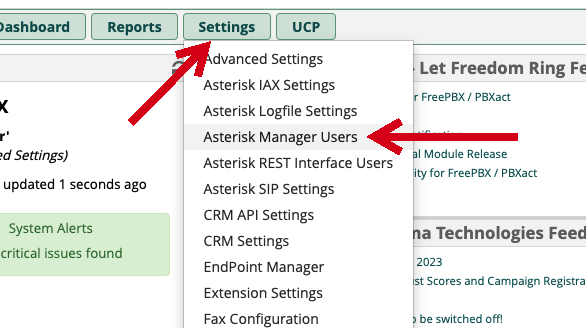 Dashboard Reports Settings UCP
Advanced Settings
- Let Freedom Ring Fe
Asterisk IAX Settings
or FreePBX / PBXact
X
Asterisk Logfile Settings
r'
Asterisk Manager Users
ed Settings)
Asterisk REST Interface Users
al Module Release
ity for FreePBX / PBXact
updated 1 seconds ago
Asterisk SIP Settings
CRM API Settings
System Alerts
ma Technologies Feed
CRM Settings
critical issues found
2023
EndPoint Manager
st Scores and Campaign Registra
Extension Settings
Fax Configuration
o be switched off!